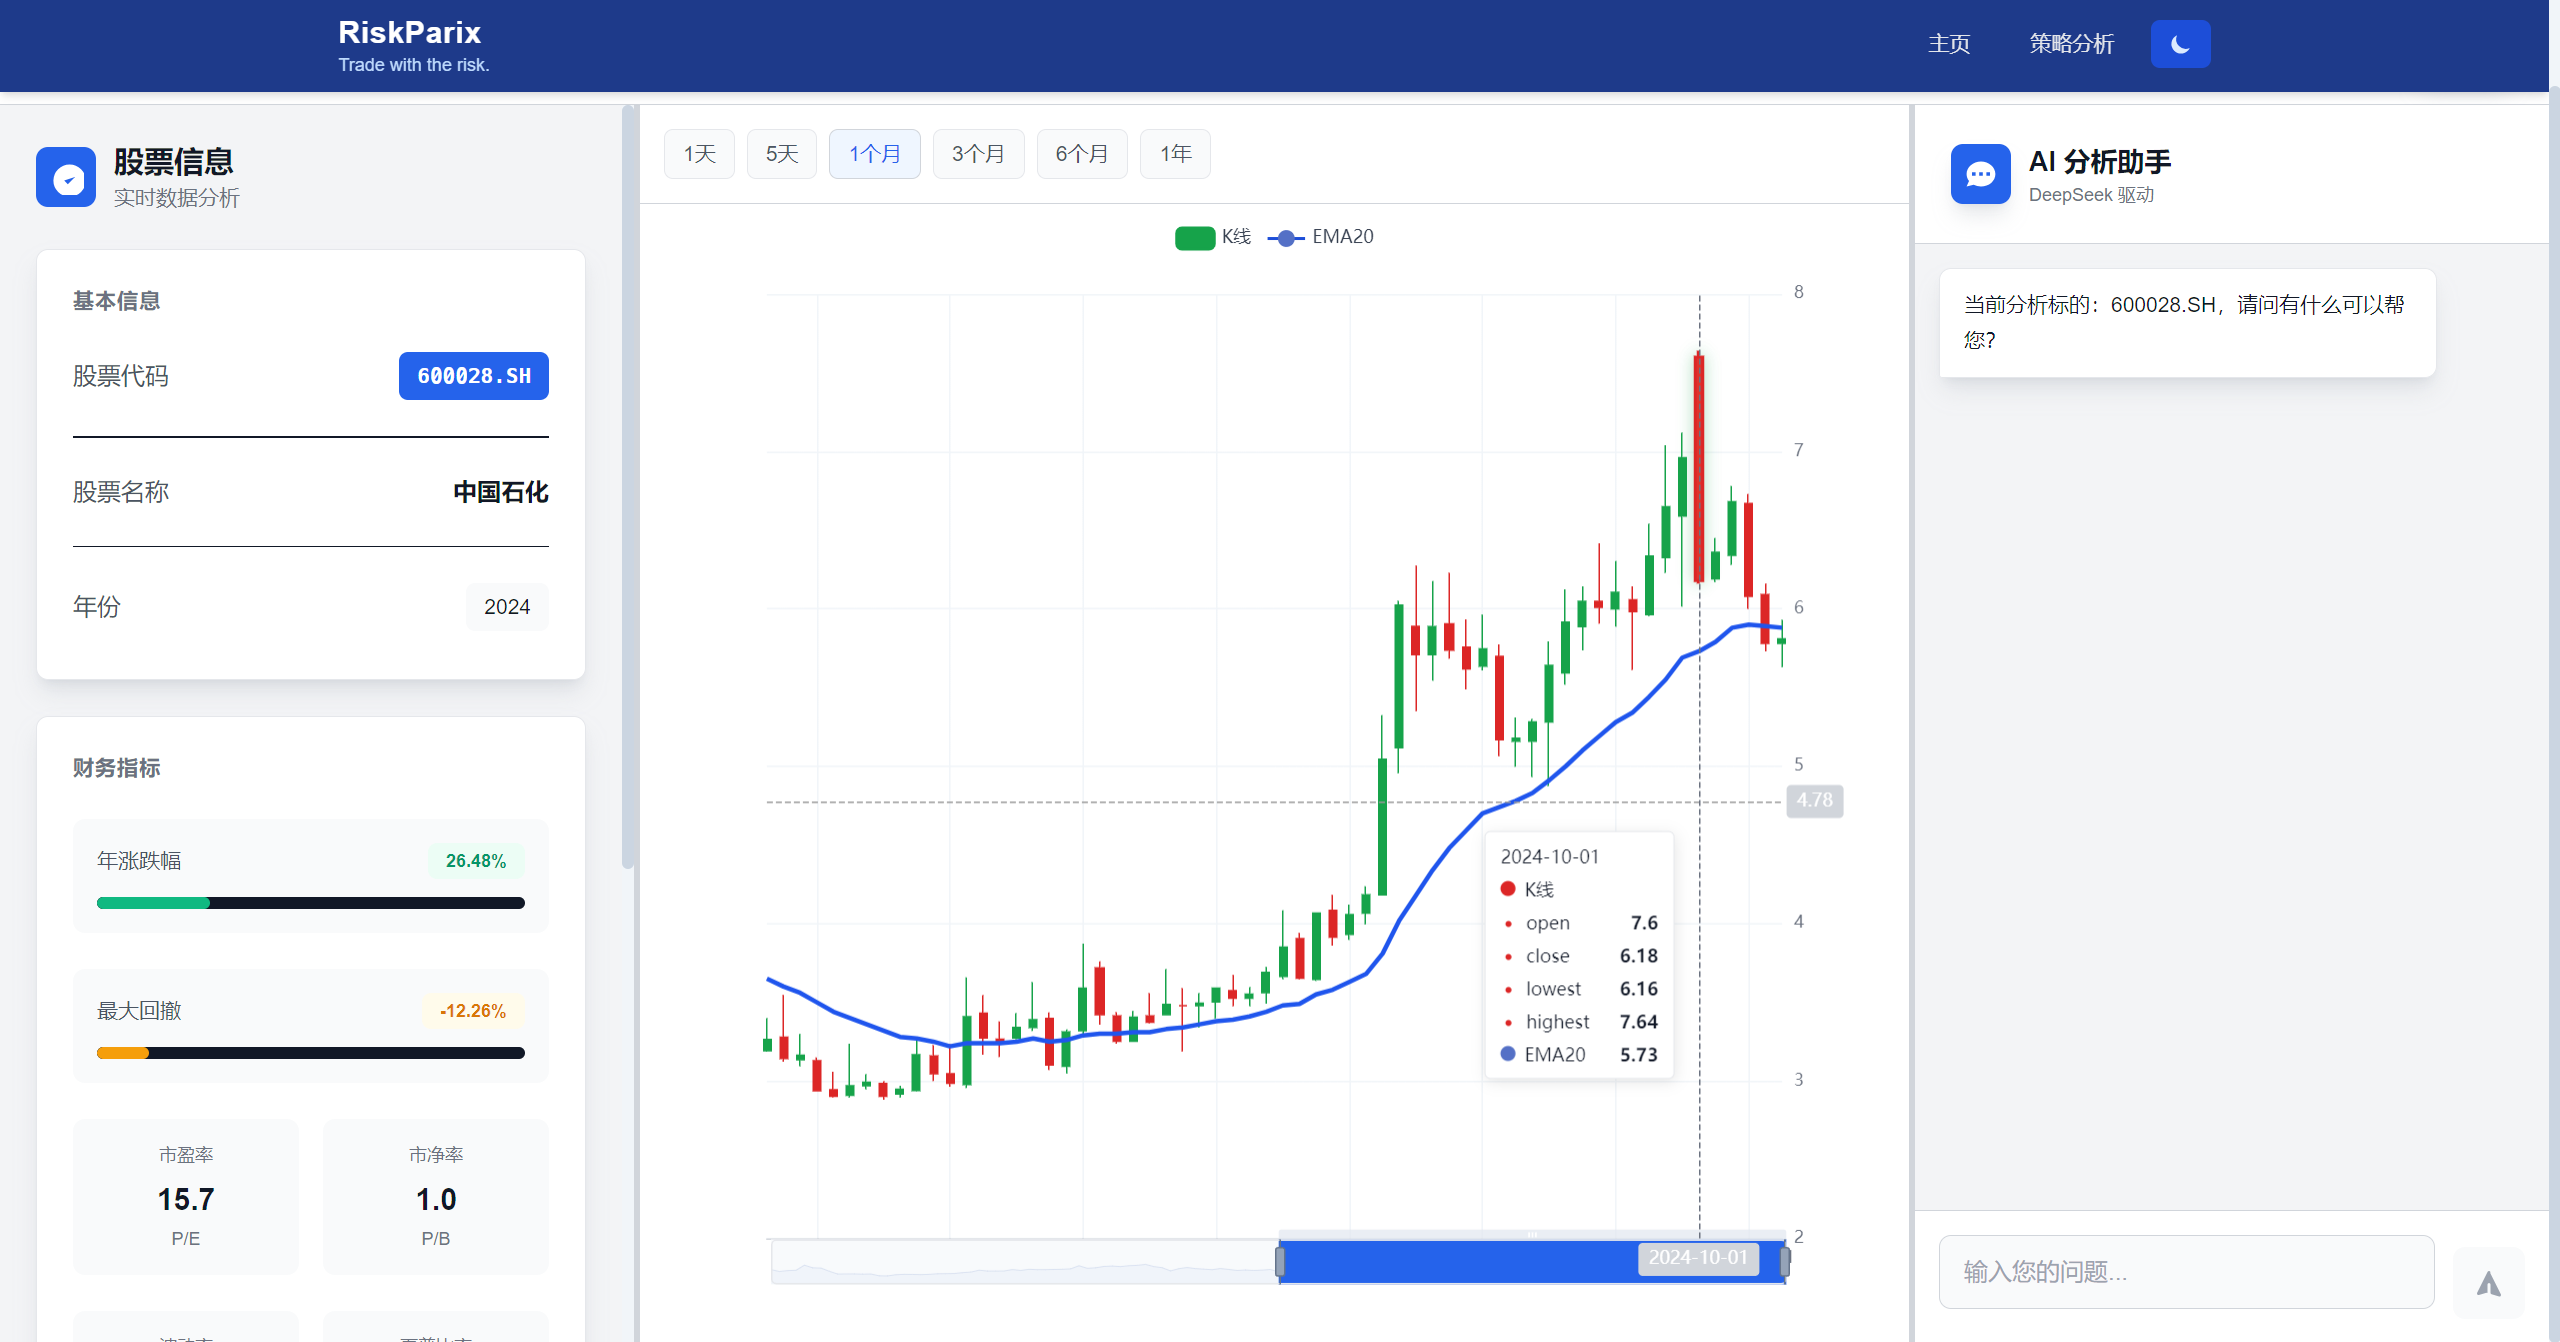 RiskParix
Trade with the risk.
主页
策略分析
股票信息
实时数据分析
基本信息
股票代码
600028.SH
股票名称
中国石化
年份
2024
财务指标
年涨跌幅
26.48%
最大回撤
-12.26%
市盈率
15.7
P/E
市净率
1.0
P/B
1天
5天
1个月
3个月
6个月
1年
K线
EMA20
8
7
6
5
4.78
4
3
2
2024-10-01
K线
open 7.6
close 6.18
lowest 6.16
highest 7.64
EMA20 5.73
2024-10-01
AI 分析助手
DeepSeek 驱动
当前分析标的：600028.SH，请问有什么可以帮
您？
输入您的问题...